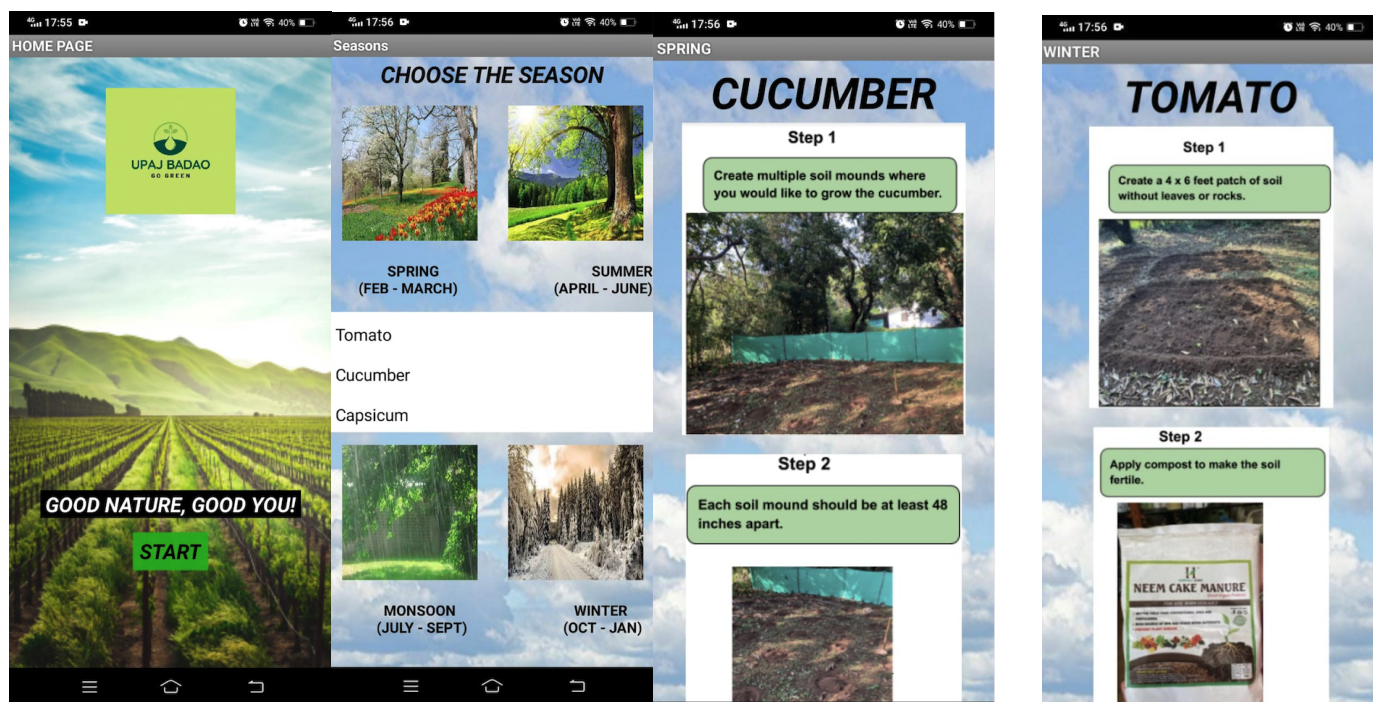 4G 17:55
40%
HOME PAGE
UPAJ BADAO
GO GREEN
GOOD NATURE, GOOD YOU!
START
4G 17:56
40%
Seasons
CHOOSE THE SEASON
SPRING
(FEB - MARCH)
SUMMER
(APRIL - JUNE)
Tomato
Cucumber
Capsicum
MONSOON
(JULY - SEPT)
WINTER
(OCT - JAN)
4G 17:56
40%
SPRING
CUCUMBER
Step 1
Create multiple soil mounds where
you would like to grow the cucumber.
Step 2
Each soil mound should be at least 48
inches apart.
4G 17:56
40%
WINTER
TOMATO
Step 1
Create a 4 x 6 feet patch of soil
without leaves or rocks.
Step 2
Apply compost to make the soil
fertile.
NEEM CAKE MANURE